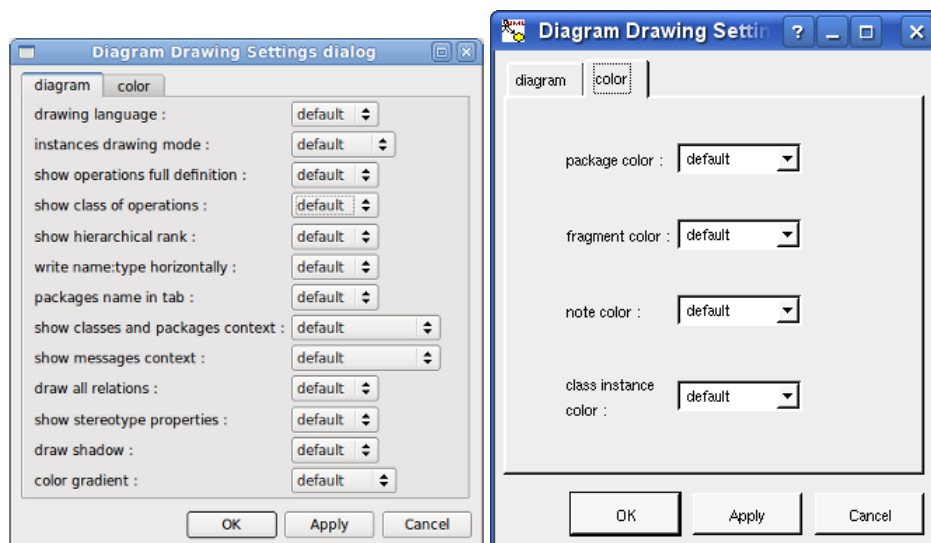 Diagram Drawing Settings dialog
diagram color
drawing language : default
instances drawing mode : default
show operations full definition : default
show class of operations : default
show hierarchical rank : default
write name:type horizontally : default
packages name in tab : default
show classes and packages context : default
show messages context : default
draw all relations : default
show stereotype properties : default
draw shadow : default
color gradient : default
OK Apply Cancel
Diagram Drawing Settin
diagram color
package color : default
fragment color : default
note color : default
class instance
color : default
OK Apply Cancel